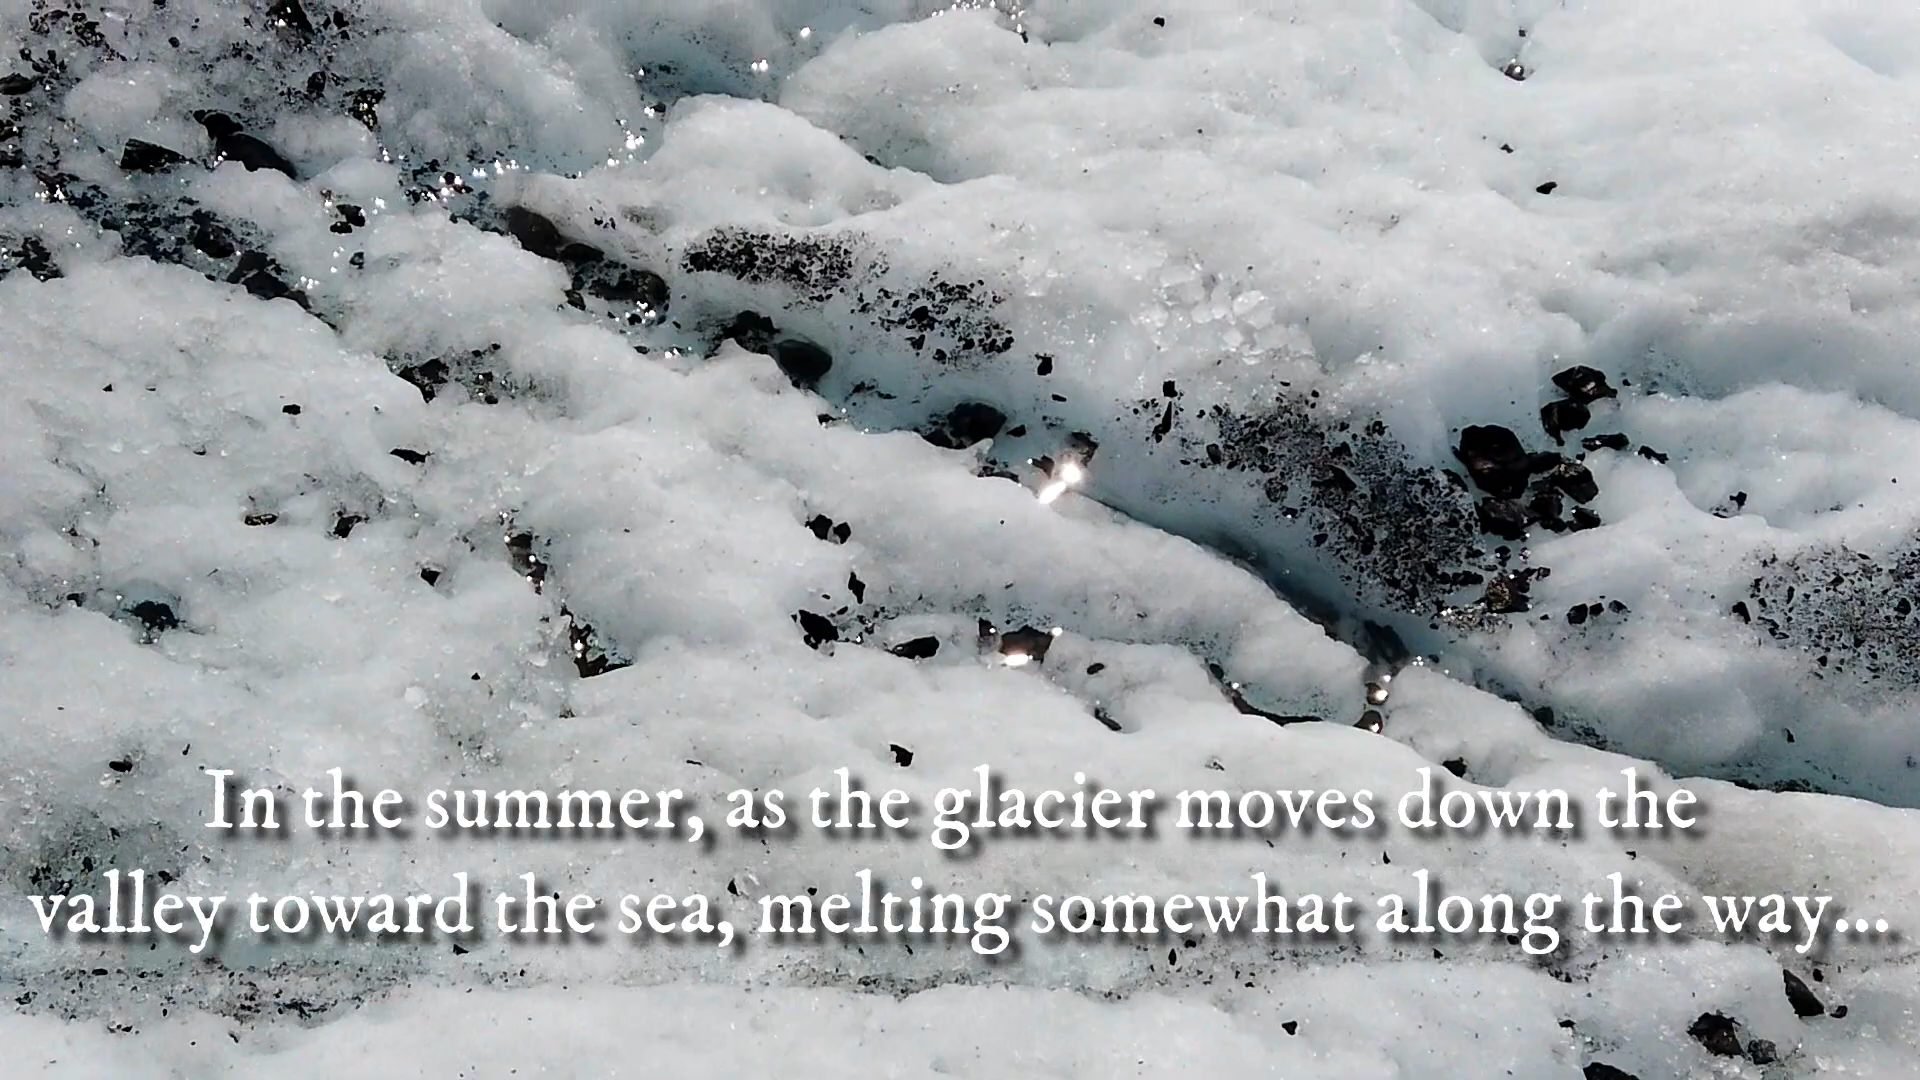 In the summer, as the glacier moves down the
valley toward the sea, melting somewhat along the way...